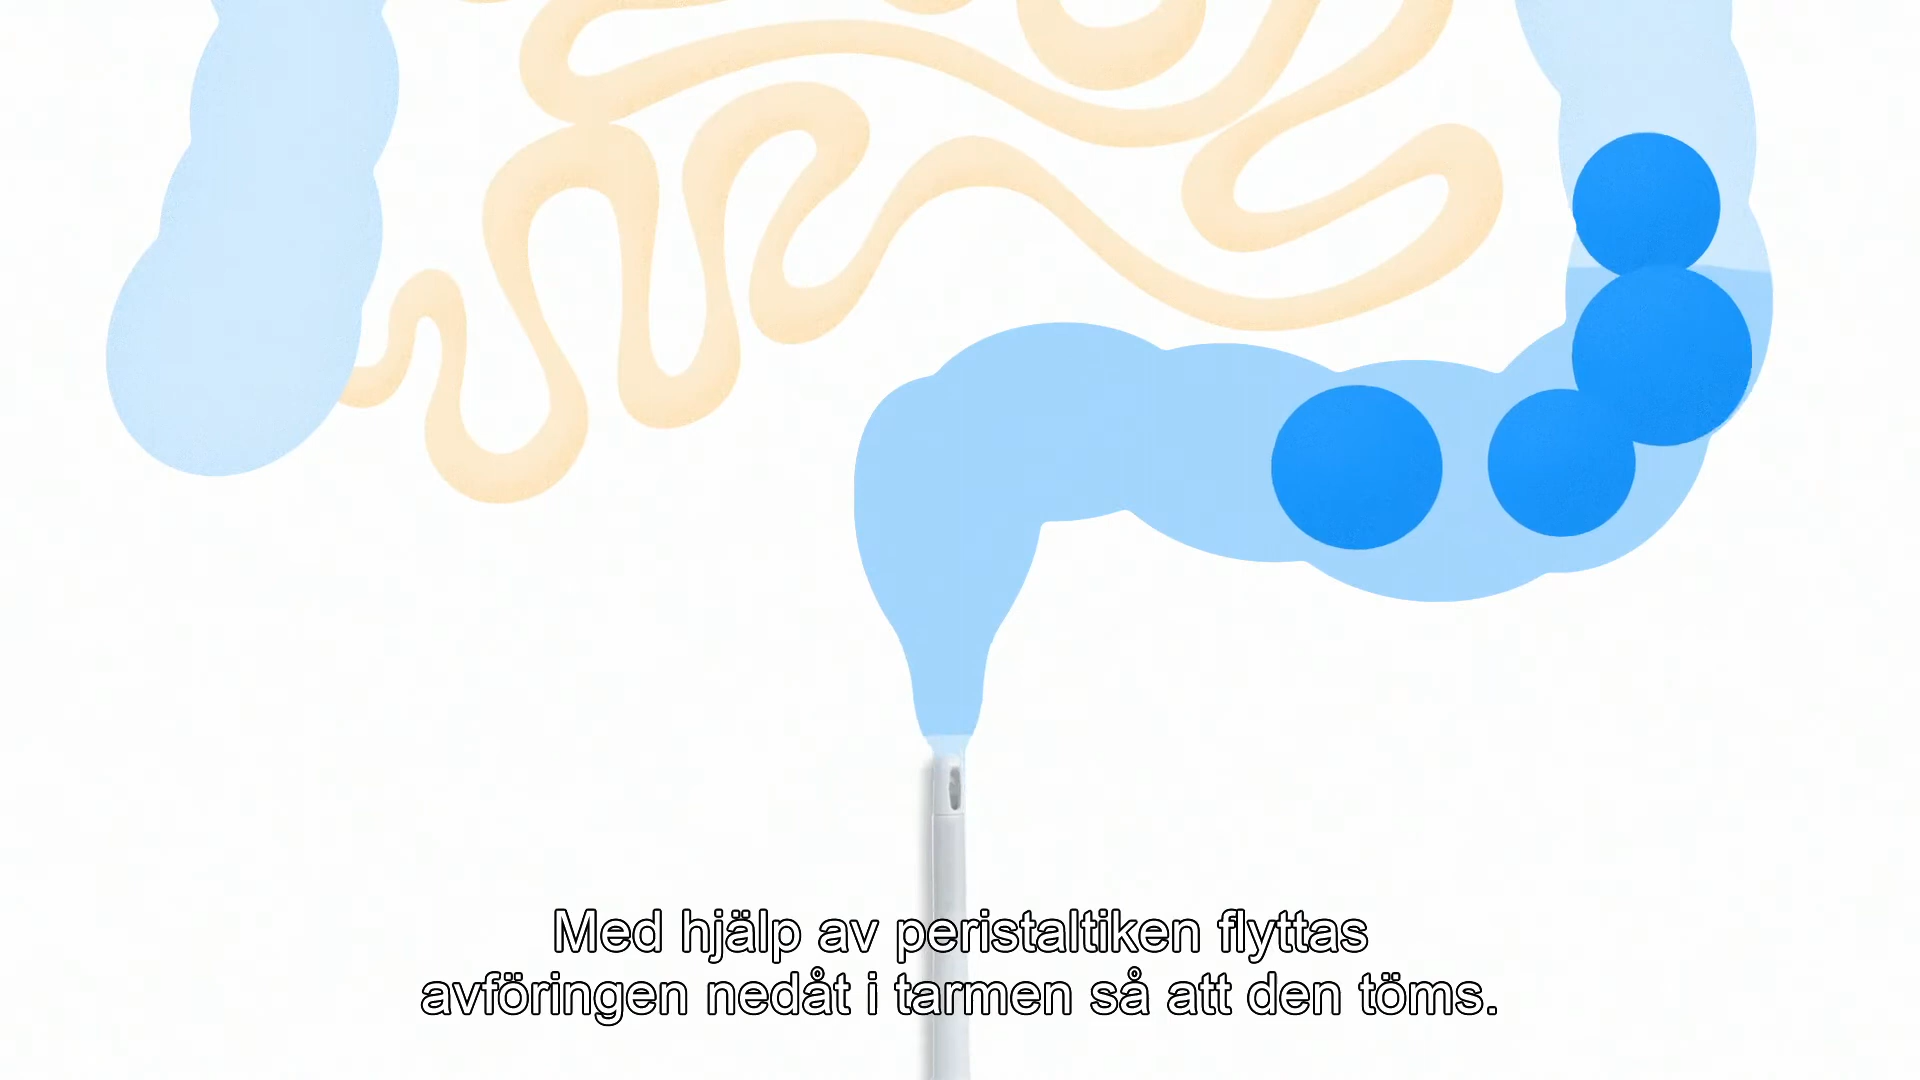 Med hjälp av peristaltiken flyttas
avföringen nedåt i tarmen så att den töms.